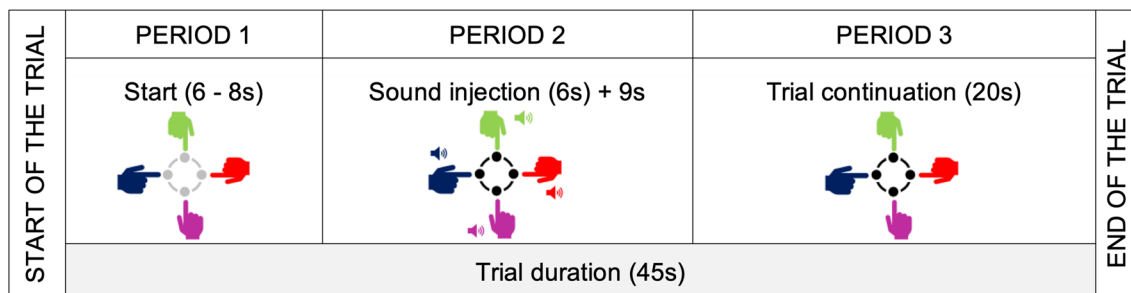 START OF THE TRIAL
PERIOD 1
PERIOD 2
PERIOD 3
Start (6 - 8s)
Sound injection (6s) + 9s
Trial continuation (20s)
Trial duration (45s)
END OF THE TRIAL